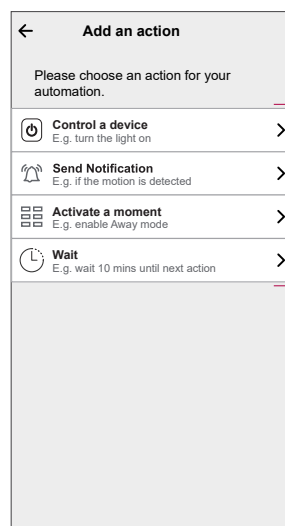 Add an action
Please choose an action for your
automation.
Control a device
E.g. turn the light on
Send Notification
E.g. if the motion is detected
Activate a moment
E.g. enable Away mode
Wait
E.g. wait 10 mins until next action